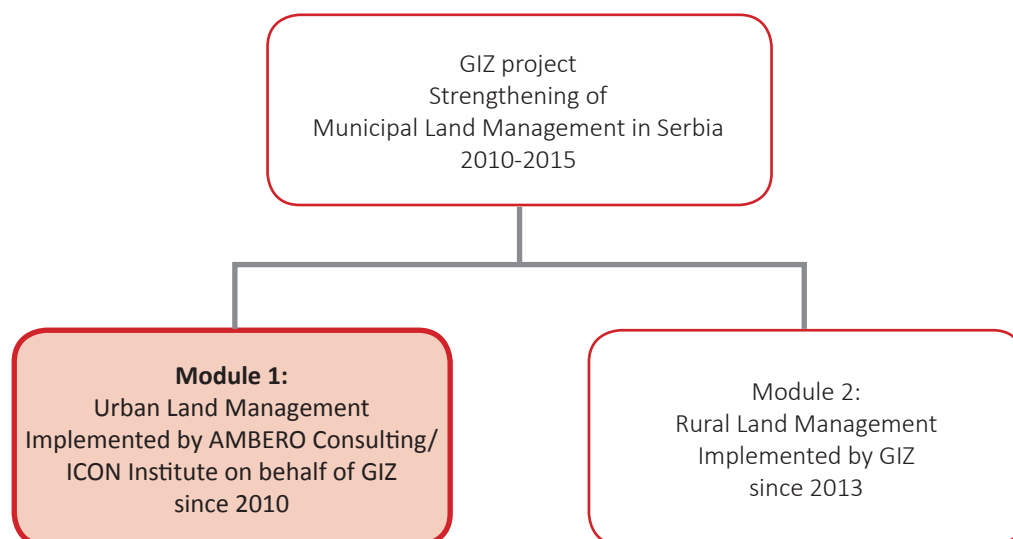 GIZ project
Strengthening of
Municipal Land Management in Serbia
2010-2015
Module 1:
Urban Land Management
Implemented by AMBERO Consulting/
ICON Institute on behalf of GIZ
since 2010
Module 2:
Rural Land Management
Implemented by GIZ
since 2013